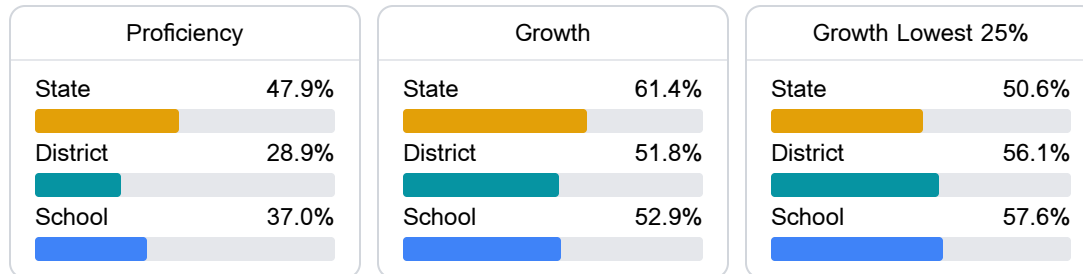 Proficiency
State 47.9%
District 28.9%
School 37.0%
Growth
State 61.4%
District 51.8%
School 52.9%
Growth Lowest 25%
State 50.6%
District 56.1%
School 57.6%